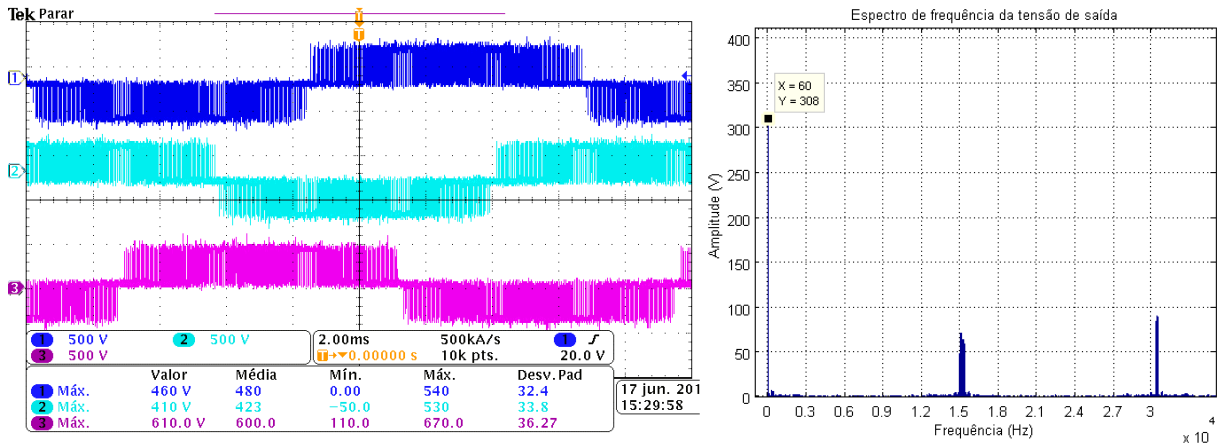 Tek Parar
T
T
1
2
3
1 500 V 2 500 V
3 500 V
2.00ms 500kA/s 1
T→▼0.00000 s 10k pts. 20.0 V
Valor Média Mín. Máx. Desv.Pad
1 Máx. 460 V 480 0.00 540 32.4
2 Máx. 410 V 423 −50.0 530 33.8
3 Máx. 610.0 V 600.0 110.0 670.0 36.27
17 jun. 201
15:29:58
Espectro de frequência da tensão de saída
400
350
300
250
200
150
100
50
0
Amplitude (V)
X = 60
Y = 308
0 0.3 0.6 0.9 1.2 1.5 1.8 2.1 2.4 2.7 3 3.3
Frequência (Hz)
x 10
4